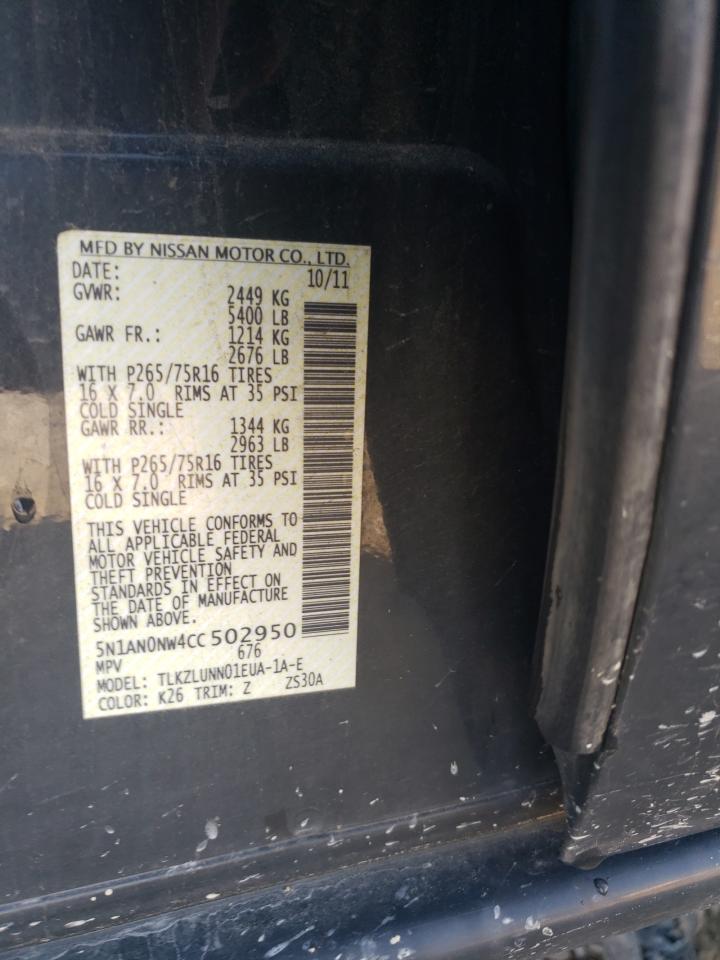 MFD BY NISSAN MOTOR CO., LTD.
DATE: 10/11
GVWR: 2449 KG
5400 LB
GAWR FR.: 1214 KG
2676 LB
WITH P265/75R16 TIRES
16 X 7.0 RIMS AT 35 PSI
COLD SINGLE
GAWR RR.: 1344 KG
2963 LB
WITH P265/75R16 TIRES
16 X 7.0 RIMS AT 35 PSI
COLD SINGLE
THIS VEHICLE CONFORMS TO
ALL APPLICABLE FEDERAL
MOTOR VEHICLE SAFETY AND
THEFT PREVENTION
STANDARDS IN EFFECT ON
THE DATE OF MANUFACTURE
SHOWN ABOVE.
5N1AN0NW4CC502950
MPV 676
MODEL: TLKZLUNN01EUA-1A-E
COLOR: K26 TRIM: Z ZS30A